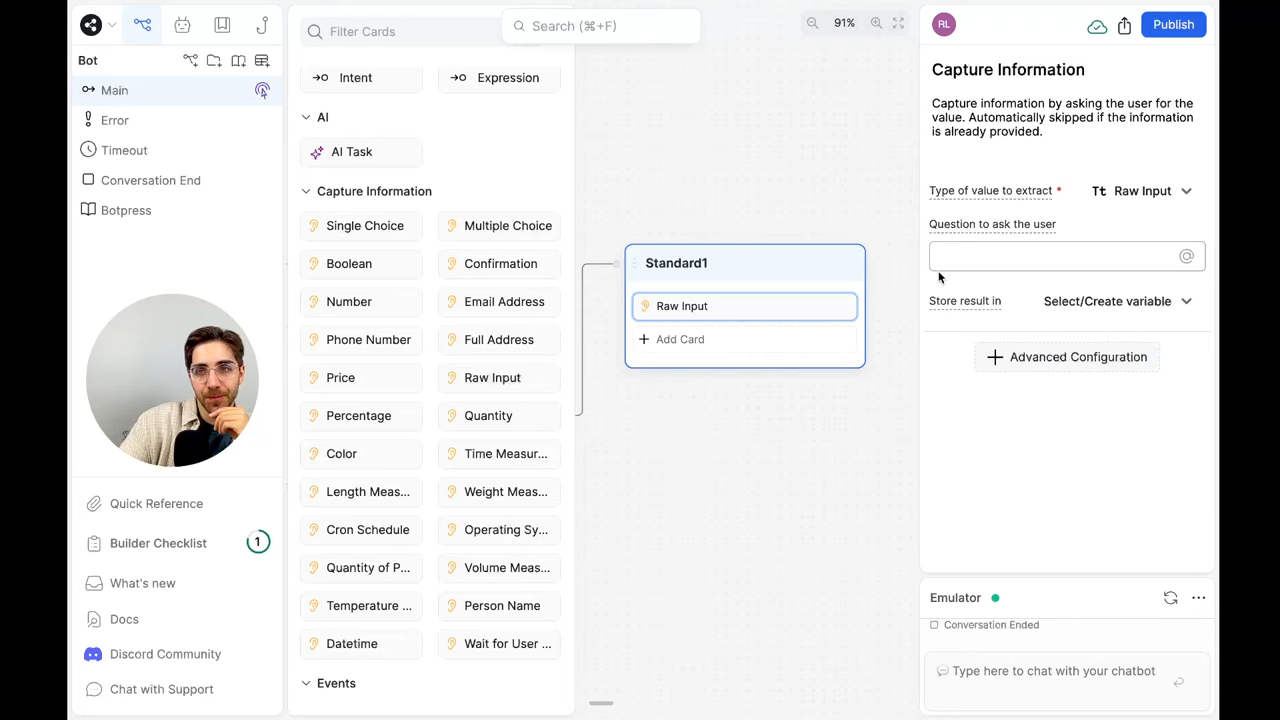 Bot
Main
Error
Timeout
Conversation End
Botpress
Quick Reference
Builder Checklist
1
What's new
Docs
Discord Community
Chat with Support
Filter Cards
Search (⌘+F)
Intent
Expression
AI
AI Task
Capture Information
Single Choice
Multiple Choice
Boolean
Confirmation
Number
Email Address
Phone Number
Full Address
Price
Raw Input
Percentage
Quantity
Color
Time Measur...
Length Meas...
Weight Meas...
Cron Schedule
Operating Sy...
Quantity of P...
Volume Meas...
Temperature ...
Person Name
Datetime
Wait for User ...
Events
91%
Standard1
Raw Input
Add Card
RL
Publish
Capture Information
Capture information by asking the user for the
value. Automatically skipped if the information
is already provided.
Type of value to extract * Tt Raw Input
Question to ask the user
@
Store result in Select/Create variable
Advanced Configuration
Emulator
Conversation Ended
Type here to chat with your chatbot